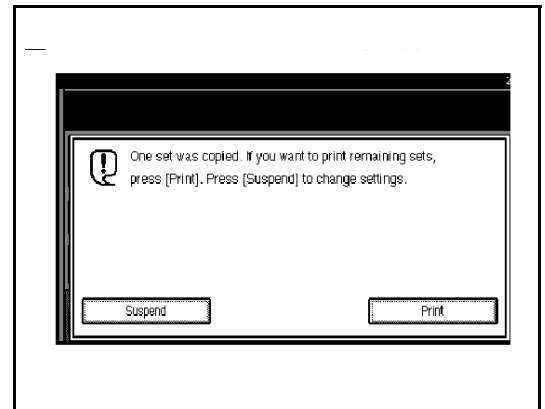 One set was copied. If you want to print remaining sets,
press [Print]. Press [Suspend] to change settings.
Suspend
Print